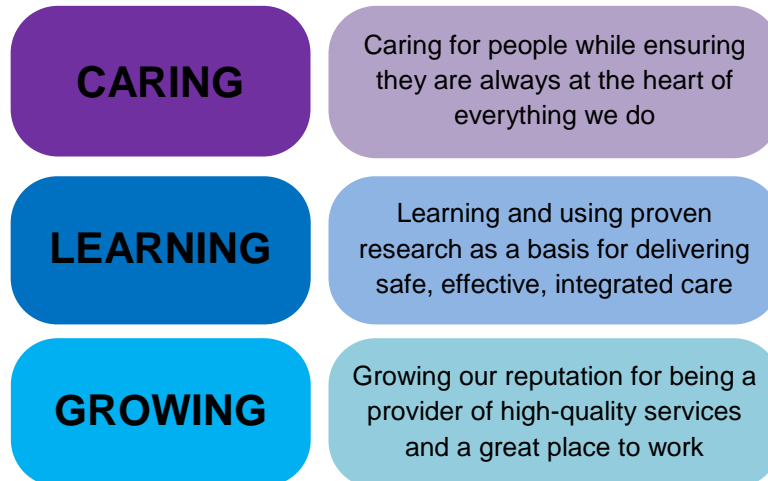 CARING
Caring for people while ensuring
they are always at the heart of
everything we do
LEARNING
Learning and using proven
research as a basis for delivering
safe, effective, integrated care
GROWING
Growing our reputation for being a
provider of high-quality services
and a great place to work